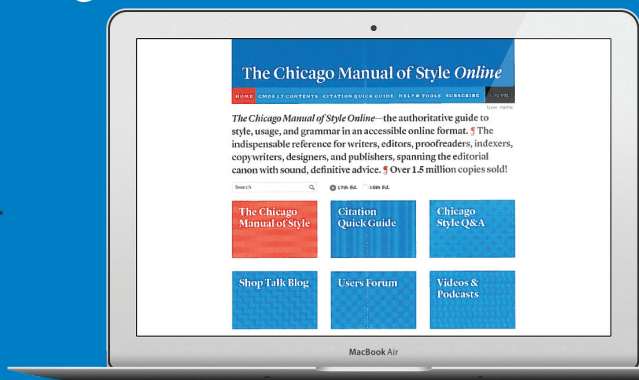 The Chicago Manual of Style Online
HOME CMOS 17 CONTENTS CITATION QUICK GUIDE HELP & TOOLS SUBSCRIBE
User name
The Chicago Manual of Style Online—the authoritative guide to
style, usage, and grammar in an accessible online format. ¶ The
indispensable reference for writers, editors, proofreaders, indexers,
copywriters, designers, and publishers, spanning the editorial
canon with sound, definitive advice. ¶ Over 1.5 million copies sold!
Search 17th Ed. 16th Ed.
The Chicago
Manual of Style
Citation
Quick Guide
Chicago
Style Q&A
Shop Talk Blog
Users Forum
Videos &
Podcasts
MacBook Air